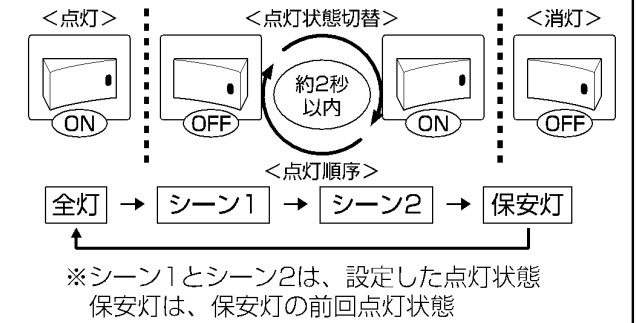 ＜点灯＞ ＜点灯状態切替＞ ＜消灯＞
約2秒
以内
ON OFF ON OFF
＜点灯順序＞
全灯 → シーン1 → シーン2 → 保安灯
※シーン1とシーン2は、設定した点灯状態
保安灯は、保安灯の前回点灯状態